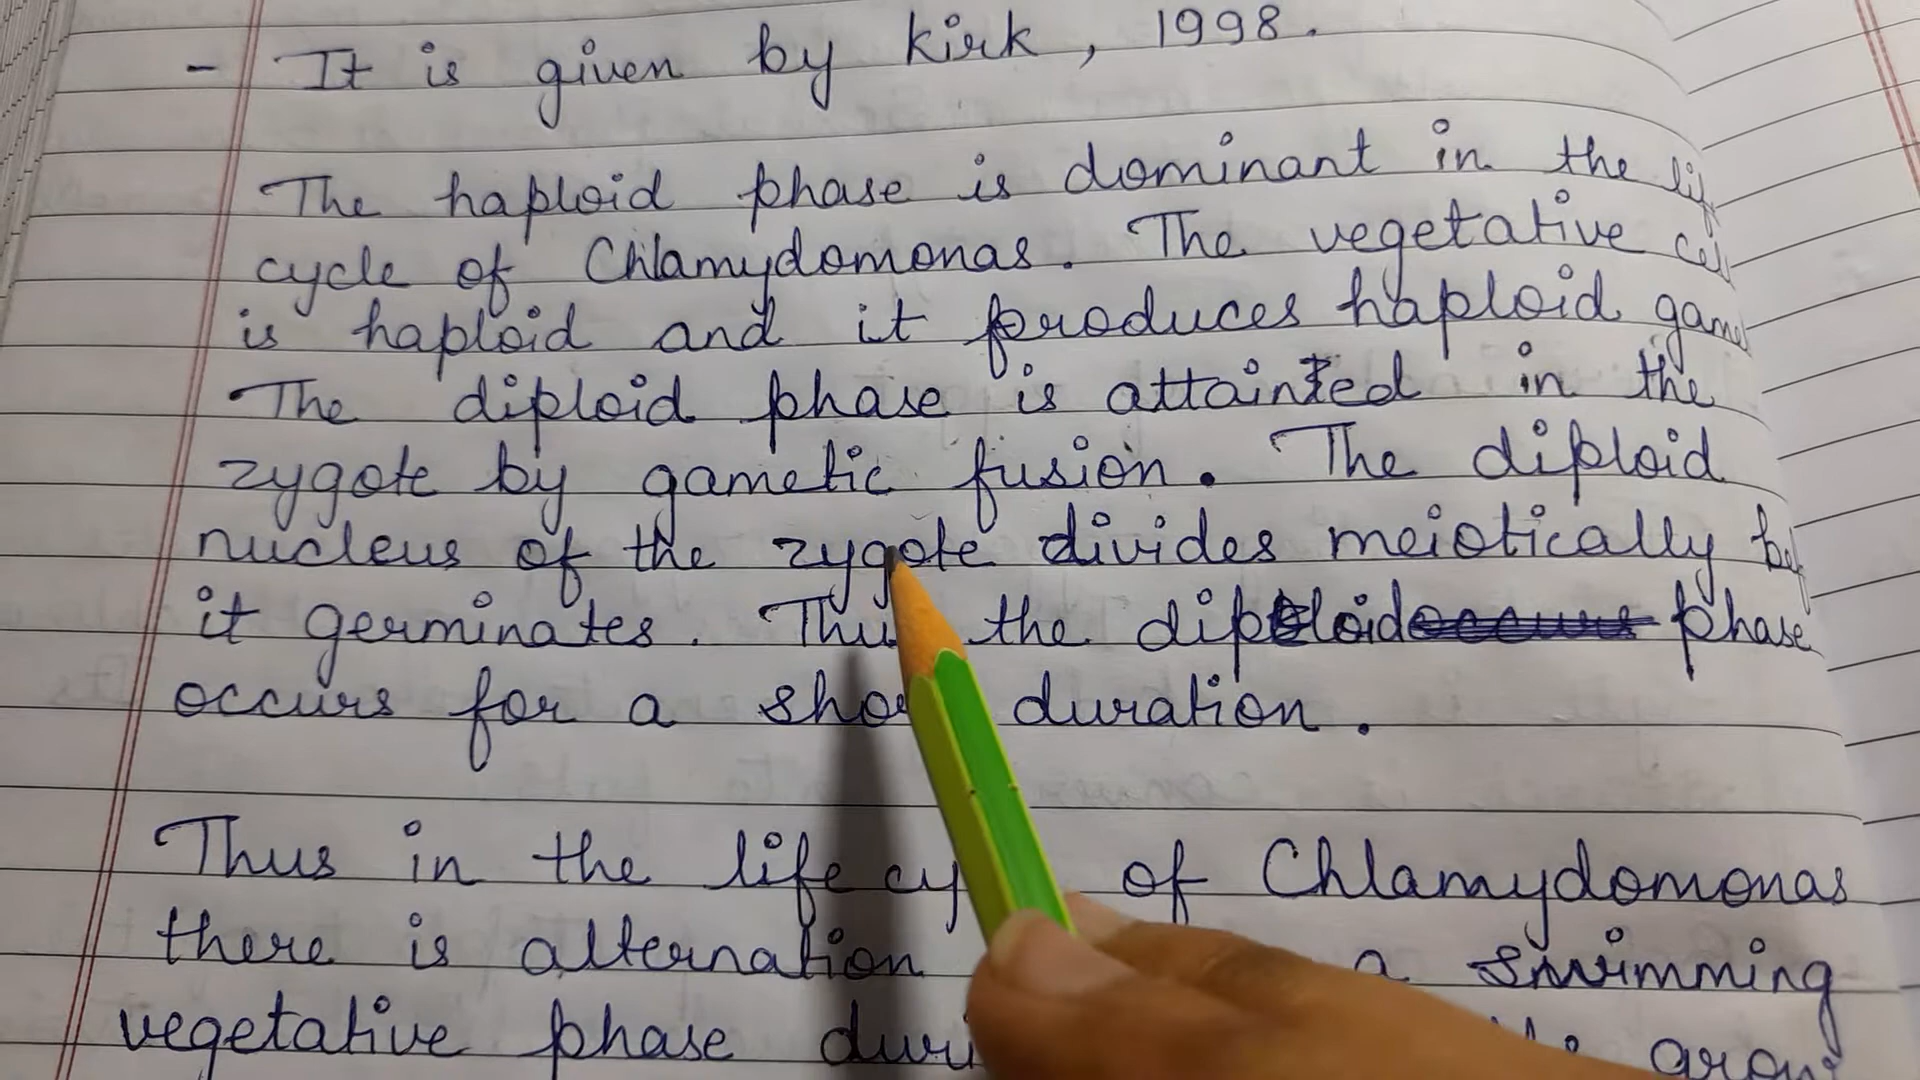 - It is given by Kirk, 1998.
The haploid phase is dominant in the
cycle of Chlamydomonas. The vegetative
is haploid and it produces haploid
The diploid phase is attained in the
zygote by gametic fusion. The diploid
nucleus of the zygote divides meiotically
it germinates. the diploid phase
occurs for a duration.
Thus in the life of Chlamydomonas
there is alternation a swimming
vegetative phase